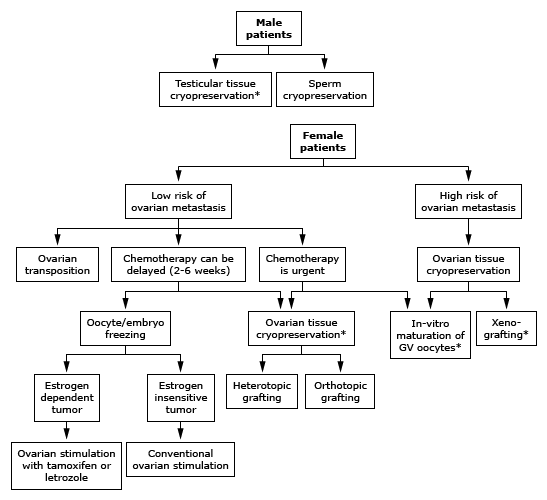 Male
patients
Testicular tissue
cryopreservation*
Sperm
cryopreservation
Female
patients
Low risk of
ovarian metastasis
High risk of
ovarian metastasis
Ovarian
transposition
Chemotherapy can be
delayed (2-6 weeks)
Chemotherapy
is urgent
Ovarian tissue
cryopreservation
Oocyte/embryo
freezing
Ovarian tissue
cryopreservation*
In-vitro
maturation of
GV oocytes*
Xeno-
grafting*
Estrogen
dependent
tumor
Estrogen
insensitive
tumor
Heterotopic
grafting
Orthotopic
grafting
Ovarian stimulation
with tamoxifen or
letrozole
Conventional
ovarian stimulation